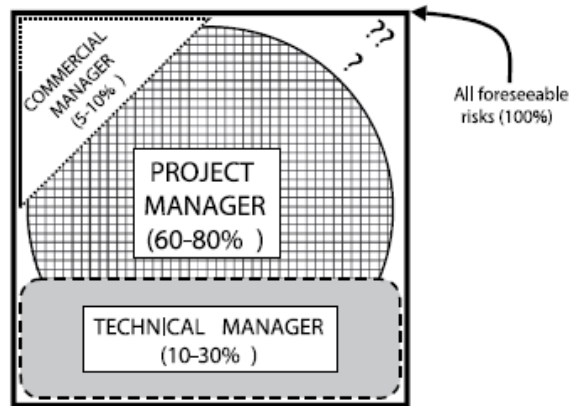 COMMERCIAL
MANAGER
(5-10% )
??
?
All foreseeable
risks (100%)
PROJECT
MANAGER
(60-80% )
TECHNICAL MANAGER
(10-30% )